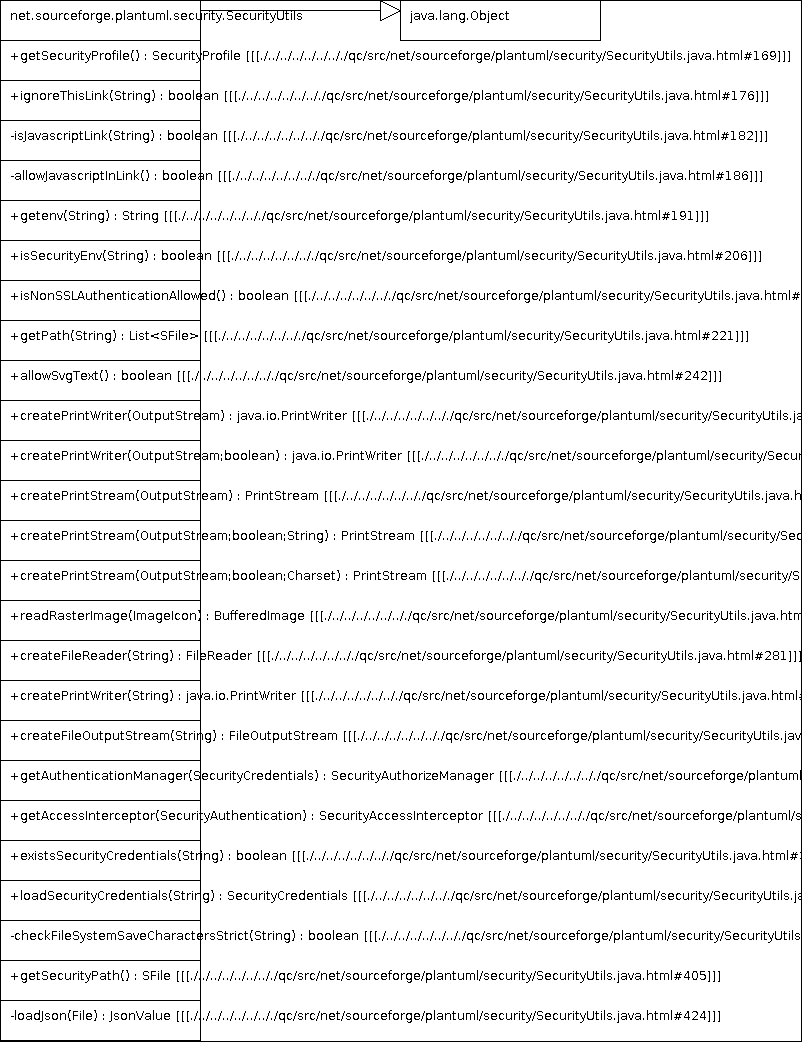 net.sourceforge.plantuml.security.SecurityUtils
java.lang.Object
+getSecurityProfile() : SecurityProfile [[[./../../../../../../qc/src/net/sourceforge/plantuml/security/SecurityUtils.java.html#169]]]
+ignoreThisLink(String) : boolean [[[./../../../../../../qc/src/net/sourceforge/plantuml/security/SecurityUtils.java.html#176]]]
-isJavascriptLink(String) : boolean [[[./../../../../../../qc/src/net/sourceforge/plantuml/security/SecurityUtils.java.html#182]]]
-allowJavascriptInLink() : boolean [[[./../../../../../../qc/src/net/sourceforge/plantuml/security/SecurityUtils.java.html#186]]]
+getenv(String) : String [[[./../../../../../../qc/src/net/sourceforge/plantuml/security/SecurityUtils.java.html#191]]]
+isSecurityEnv(String) : boolean [[[./../../../../../../qc/src/net/sourceforge/plantuml/security/SecurityUtils.java.html#206]]]
+isNonSSLAuthenticationAllowed() : boolean [[[./../../../../../../qc/src/net/sourceforge/plantuml/security/SecurityUtils.java.html#
+getPath(String) : List<SFile> [[[./../../../../../../qc/src/net/sourceforge/plantuml/security/SecurityUtils.java.html#221]]]
+allowSvgText() : boolean [[[./../../../../../../qc/src/net/sourceforge/plantuml/security/SecurityUtils.java.html#242]]]
+createPrintWriter(OutputStream) : java.io.PrintWriter [[[./../../../../../../qc/src/net/sourceforge/plantuml/security/SecurityUtils.ja
+createPrintWriter(OutputStream;boolean) : java.io.PrintWriter [[[./../../../../../../qc/src/net/sourceforge/plantuml/security/Secur
+createPrintStream(OutputStream) : PrintStream [[[./../../../../../../qc/src/net/sourceforge/plantuml/security/SecurityUtils.java.h
+createPrintStream(OutputStream;boolean;String) : PrintStream [[[./../../../../../../qc/src/net/sourceforge/plantuml/security/Sec
+createPrintStream(OutputStream;boolean;Charset) : PrintStream [[[./../../../../../../qc/src/net/sourceforge/plantuml/security/S
+readRasterImage(ImageIcon) : BufferedImage [[[./../../../../../../qc/src/net/sourceforge/plantuml/security/SecurityUtils.java.htm
+createFileReader(String) : FileReader [[[./../../../../../../qc/src/net/sourceforge/plantuml/security/SecurityUtils.java.html#281]]]
+createPrintWriter(String) : java.io.PrintWriter [[[./../../../../../../qc/src/net/sourceforge/plantuml/security/SecurityUtils.java.html#
+createFileOutputStream(String) : FileOutputStream [[[./../../../../../../qc/src/net/sourceforge/plantuml/security/SecurityUtils.jav
+getAuthenticationManager(SecurityCredentials) : SecurityAuthorizeManager [[[./../../../../../../qc/src/net/sourceforge/plantuml
+getAccessInterceptor(SecurityAuthentication) : SecurityAccessInterceptor [[[./../../../../../../qc/src/net/sourceforge/plantuml/s
+existsSecurityCredentials(String) : boolean [[[./../../../../../../qc/src/net/sourceforge/plantuml/security/SecurityUtils.java.html#
+loadSecurityCredentials(String) : SecurityCredentials [[[./../../../../../../qc/src/net/sourceforge/plantuml/security/SecurityUtils.ja
-checkFileSystemSaveCharactersStrict(String) : boolean [[[./../../../../../../qc/src/net/sourceforge/plantuml/security/SecurityUtils
+getSecurityPath() : SFile [[[./../../../../../../qc/src/net/sourceforge/plantuml/security/SecurityUtils.java.html#405]]]
-loadJson(File) : JsonValue [[[./../../../../../../qc/src/net/sourceforge/plantuml/security/SecurityUtils.java.html#424]]]